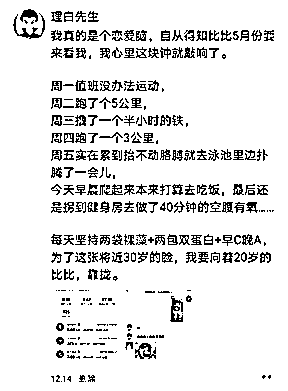 理白先生
我真的是个恋爱脑，自从得知比比5月份要
来看我，我心里这块钟就敲响了。
周一值班没办法运动，
周二跑了个5公里，
周三撸了一个半小时的铁，
周四跑了一个3公里，
周五实在累到抬不动胳膊就去泳池里边扑
腾了一会儿，
今天早晨爬起来本来打算去吃饭，最后还
是拐到健身房去做了40分钟的空腹有氧……
每天坚持两袋裸藻+两包双蛋白+早C晚A，
为了这张将近30岁的脸，我要向着20岁的
比比，靠拢。
12.14